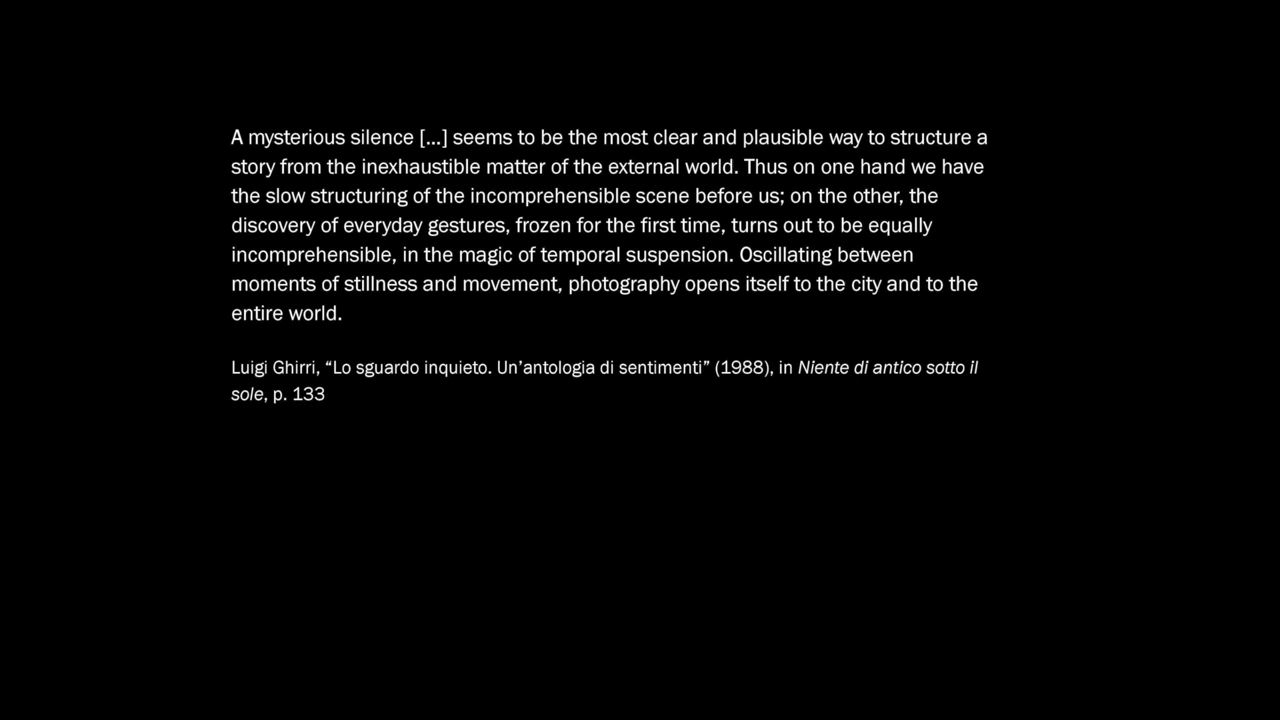 A mysterious silence [...] seems to be the most clear and plausible way to structure a
story from the inexhaustible matter of the external world. Thus on one hand we have
the slow structuring of the incomprehensible scene before us; on the other, the
discovery of everyday gestures, frozen for the first time, turns out to be equally
incomprehensible, in the magic of temporal suspension. Oscillating between
moments of stillness and movement, photography opens itself to the city and to the
entire world.
Luigi Ghirri, “Lo sguardo inquieto. Un’antologia di sentimenti” (1988), in Niente di antico sotto il
sole, p. 133